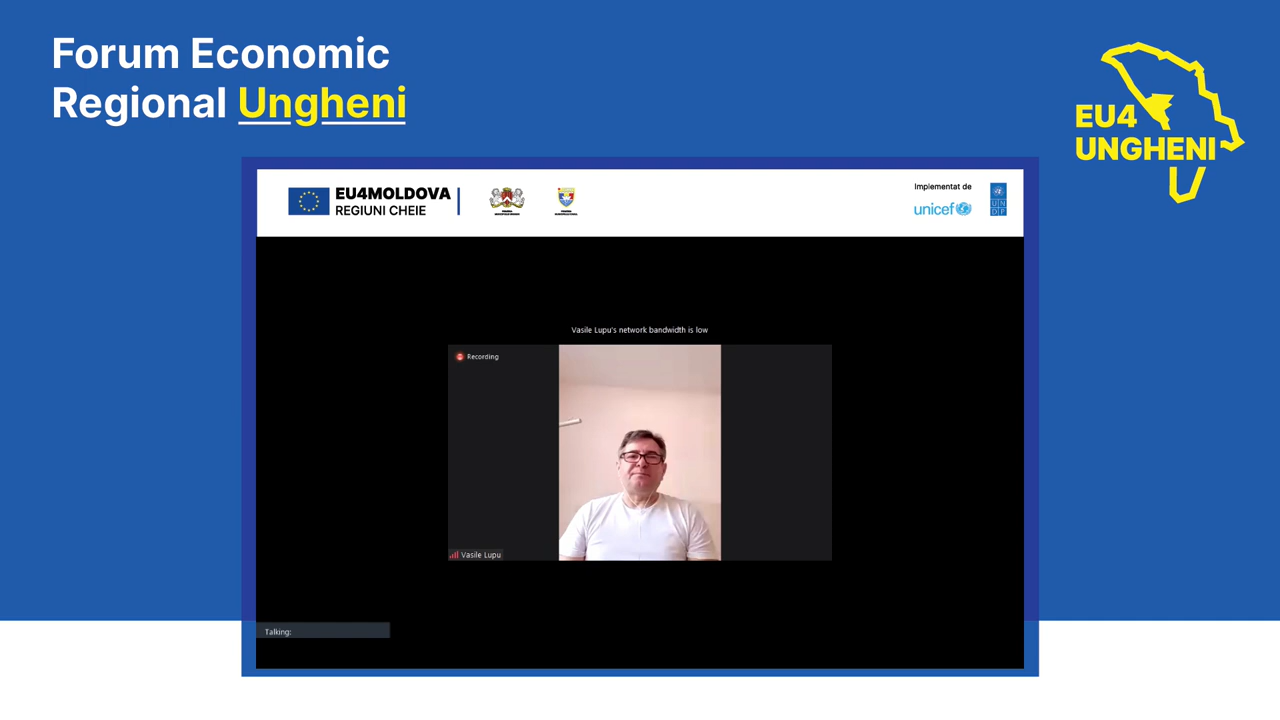 Forum Economic
Regional Ungheni
EU4
UNGHENI
EU4MOLDOVA
REGIUNI CHEIE
Implementat de
unicef
U N
D P
Vasile Lupu's network bandwidth is low
Recording
Vasile Lupu
Talking: